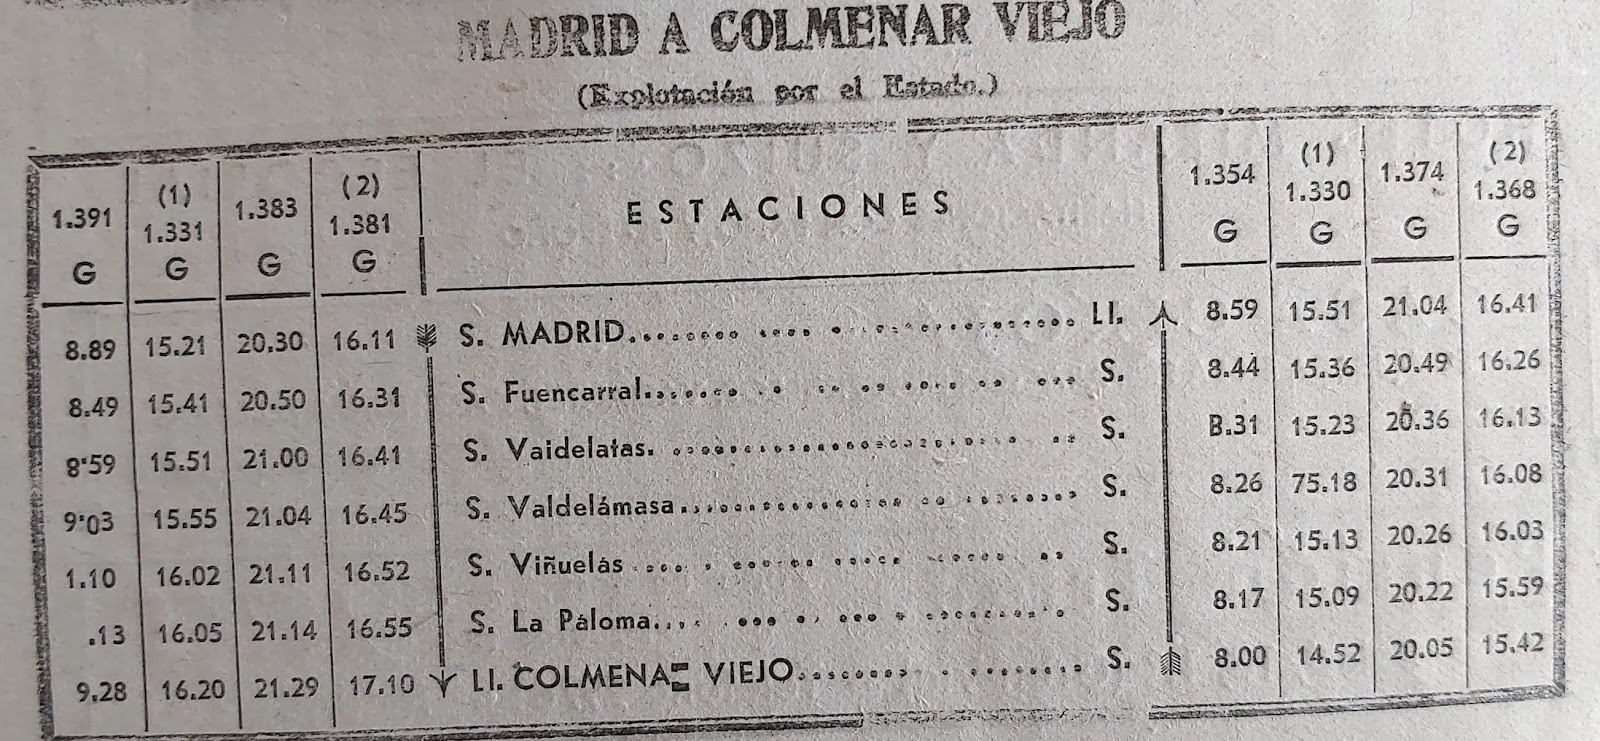 MADRID A COLMENAR VIEJO
(Explotación por el Estado.)
1.391 G (1) 1.331 G 1.383 G (2) 1.381 G ESTACIONES 1.354 G (1) 1.330 G 1.374 G (2) 1.368 G
8.89 15.21 20.30 16.11 S. MADRID. Ll. 8.59 15.51 21.04 16.41
8.49 15.41 20.50 16.31 S. Fuencarral. S. 8.44 15.36 20.49 16.26
8'59 15.51 21.00 16.41 S. Vaidelatas. S. B.31 15.23 20.36 16.13
9'03 15.55 21.04 16.45 S. Valdelámasa. S. 8.26 75.18 20.31 16.08
1.10 16.02 21.11 16.52 S. Viñuelás S. 8.21 15.13 20.26 16.03
.13 16.05 21.14 16.55 S. La Páloma. S. 8.17 15.09 20.22 15.59
9.28 16.20 21.29 17.10 Ll. COLMENAR VIEJO. S. 8.00 14.52 20.05 15.42